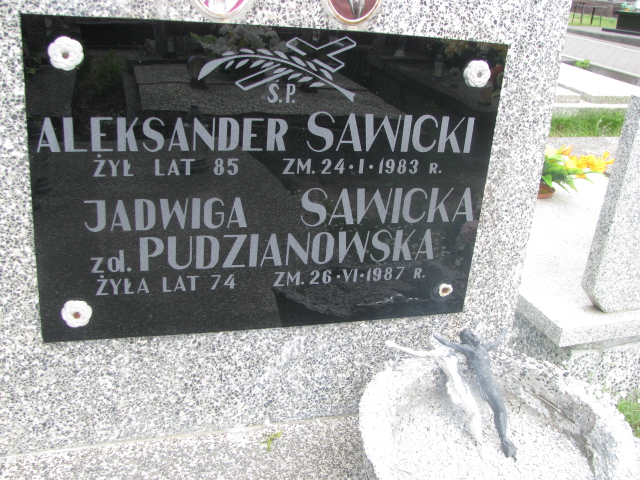 Ś.P.
ALEKSANDER SAWICKI
ŻYŁ LAT 85 ZM. 24·I·1983 R.
JADWIGA SAWICKA
zd. PUDZIANOWSKA
ŻYŁA LAT 74 ZM. 26·VI·1987 R.